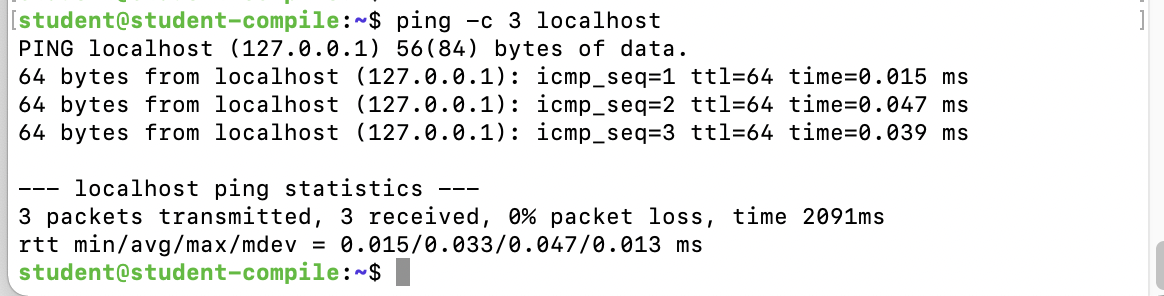 [student@student-compile:~$ ping -c 3 localhost ]
PING localhost (127.0.0.1) 56(84) bytes of data.
64 bytes from localhost (127.0.0.1): icmp_seq=1 ttl=64 time=0.015 ms
64 bytes from localhost (127.0.0.1): icmp_seq=2 ttl=64 time=0.047 ms
64 bytes from localhost (127.0.0.1): icmp_seq=3 ttl=64 time=0.039 ms
--- localhost ping statistics ---
3 packets transmitted, 3 received, 0% packet loss, time 2091ms
rtt min/avg/max/mdev = 0.015/0.033/0.047/0.013 ms
student@student-compile:~$